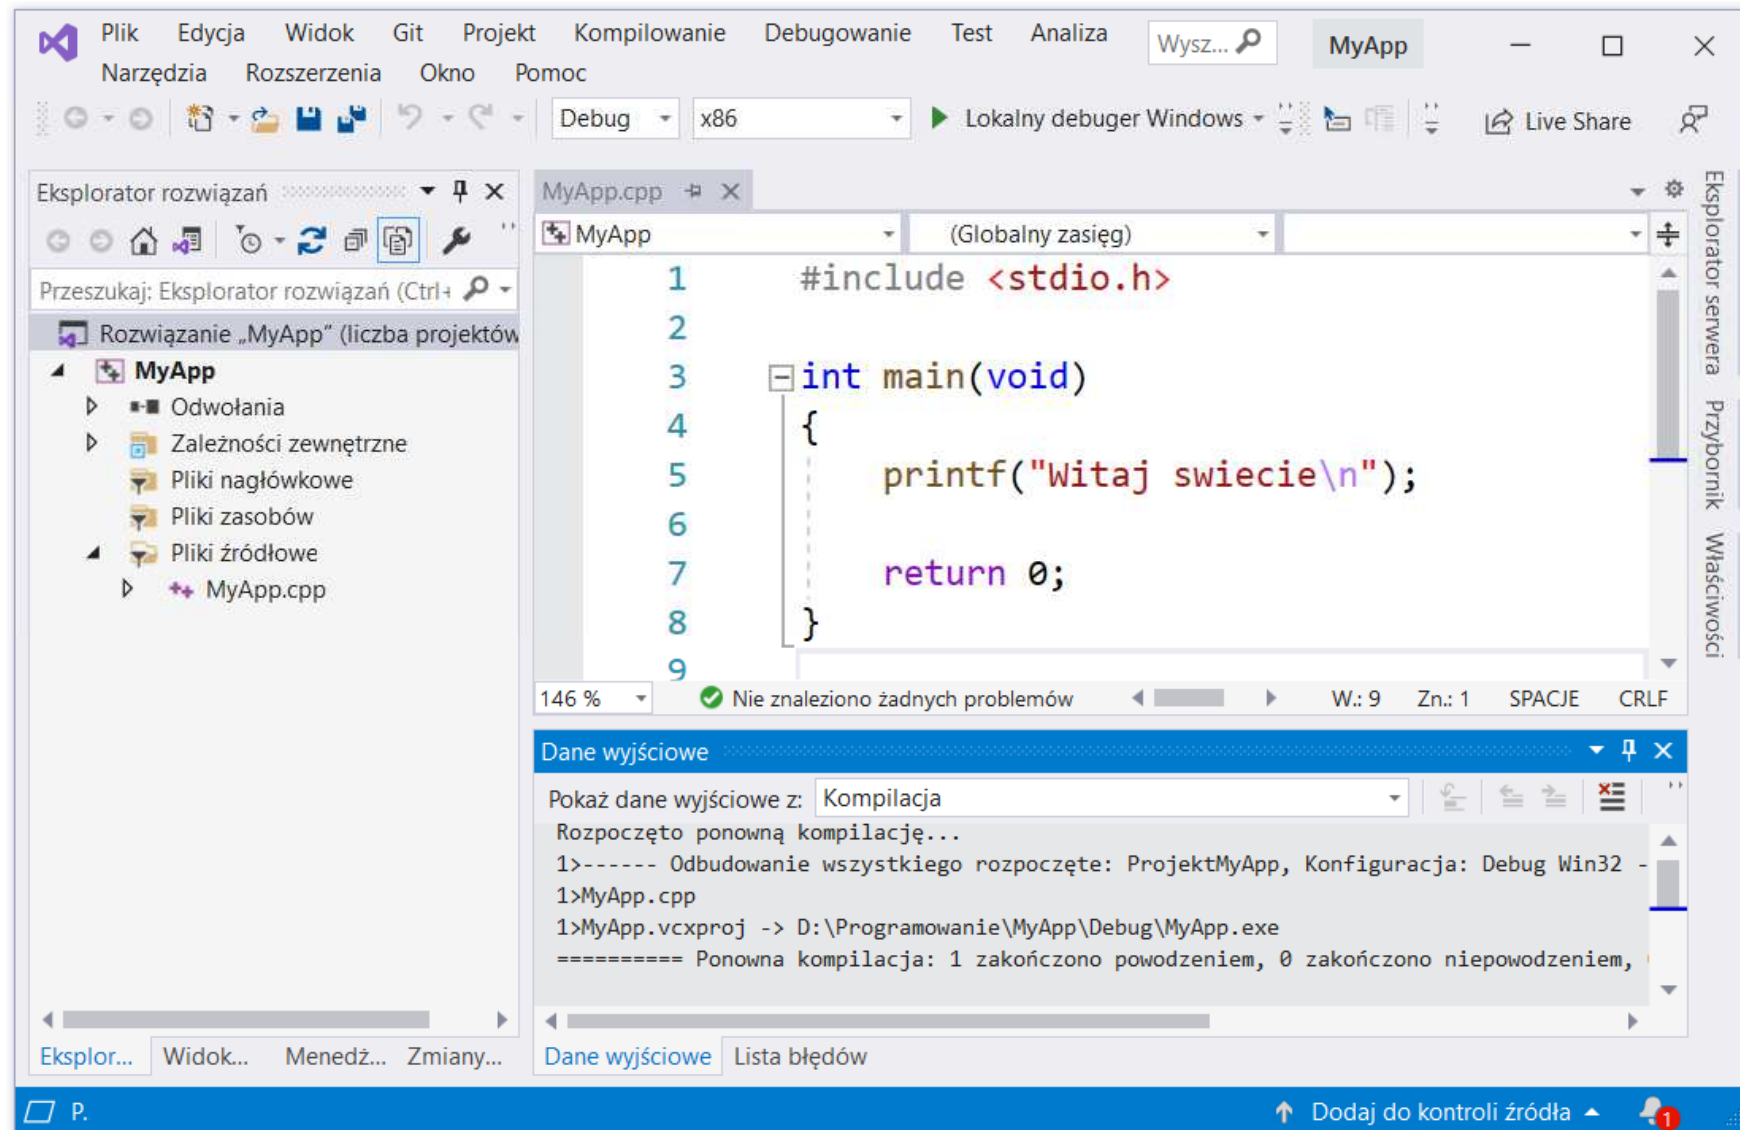 Plik Edycja Widok Git Projekt Kompilowanie Debugowanie Test Analiza Wysz... MyApp
Narzędzia Rozszerzenia Okno Pomoc
Debug x86 Lokalny debuger Windows Live Share
Eksplorator rozwiązań
Przeszukaj: Eksplorator rozwiązań (Ctrl+
Rozwiązanie „MyApp” (liczba projektów
MyApp
Odwołania
Zależności zewnętrzne
Pliki nagłówkowe
Pliki zasobów
Pliki źródłowe
MyApp.cpp
Eksplor... Widok... Menedż... Zmiany...
MyApp.cpp
MyApp (Globalny zasięg)
1 #include <stdio.h>
2
3 int main(void)
4 {
5 printf("Witaj swiecie\n");
6
7 return 0;
8 }
9
146 % Nie znaleziono żadnych problemów W.: 9 Zn.: 1 SPACJE CRLF
Dane wyjściowe
Pokaż dane wyjściowe z: Kompilacja
Rozpoczęto ponowną kompilację...
1>------ Odbudowanie wszystkiego rozpoczęte: ProjektMyApp, Konfiguracja: Debug Win32 -
1>MyApp.cpp
1>MyApp.vcxproj -> D:\Programowanie\MyApp\Debug\MyApp.exe
========== Ponowna kompilacja: 1 zakończono powodzeniem, 0 zakończono niepowodzeniem,
Dane wyjściowe Lista błędów
Eksplorator serwera
Przybornik
Właściwości
P. Dodaj do kontroli źródła 1